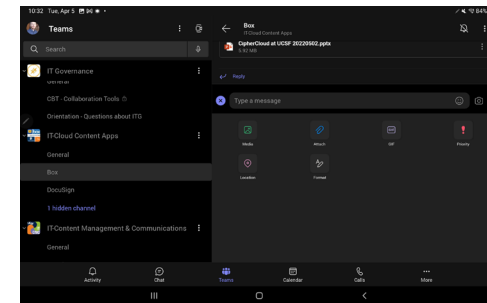 10:32 Tue, Apr 5
84%
Teams
Search
IT Governance
General
CBT - Collaboration Tools
Orientation - Questions about ITG
IT-Cloud Content Apps
General
Box
DocuSign
1 hidden channel
IT-Content Management & Communications
General
Box
IT-Cloud Content Apps
CipherCloud at UCSF 20220502.pptx
5.92 MB
Reply
Type a message
Media
Attach
GIF
Priority
Location
Format
Activity
Chat
Teams
Calendar
Calls
More